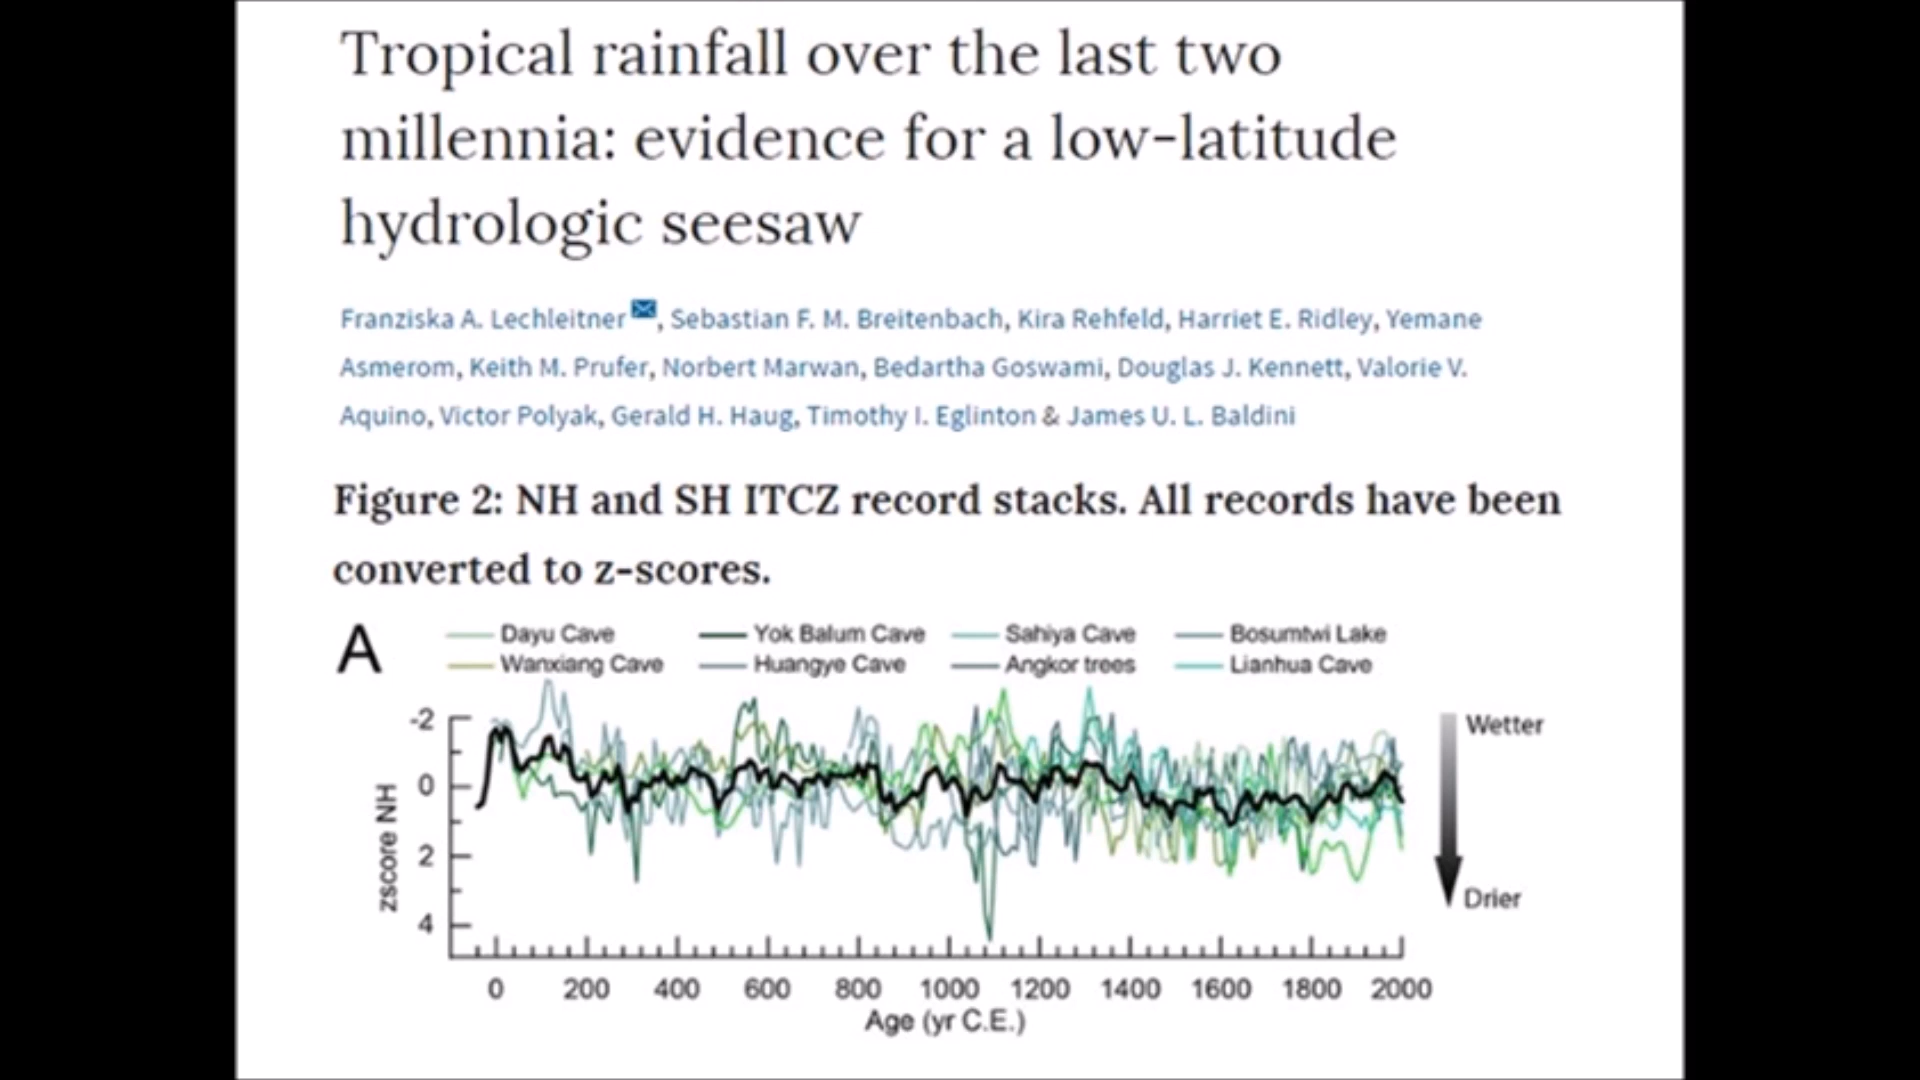 Tropical rainfall over the last two
millennia: evidence for a low-latitude
hydrologic seesaw
Franziska A. Lechleitner, Sebastian F. M. Breitenbach, Kira Rehfeld, Harriet E. Ridley, Yemane
Asmerom, Keith M. Prufer, Norbert Marwan, Bedartha Goswami, Douglas J. Kennett, Valorie V.
Aquino, Victor Polyak, Gerald H. Haug, Timothy I. Eglinton & James U. L. Baldini
Figure 2: NH and SH ITCZ record stacks. All records have been
converted to z-scores.
A
Dayu Cave Yok Balum Cave Sahiya Cave Bosumtwi Lake
Wanxiang Cave Huangye Cave Angkor trees Lianhua Cave
-2
0
2
4
zscore NH
Wetter
Drier
0 200 400 600 800 1000 1200 1400 1600 1800 2000
Age (yr C.E.)